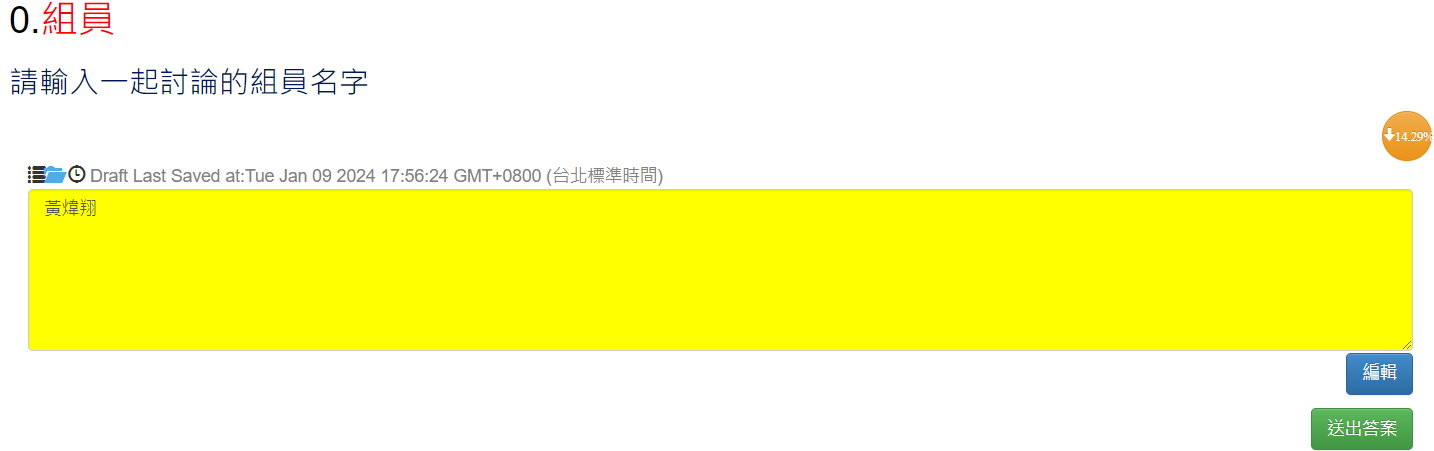 0.組員
請輸入一起討論的組員名字
14.29%
Draft Last Saved at:Tue Jan 09 2024 17:56:24 GMT+0800 (台北標準時間)
黃煒翔
編輯
送出答案